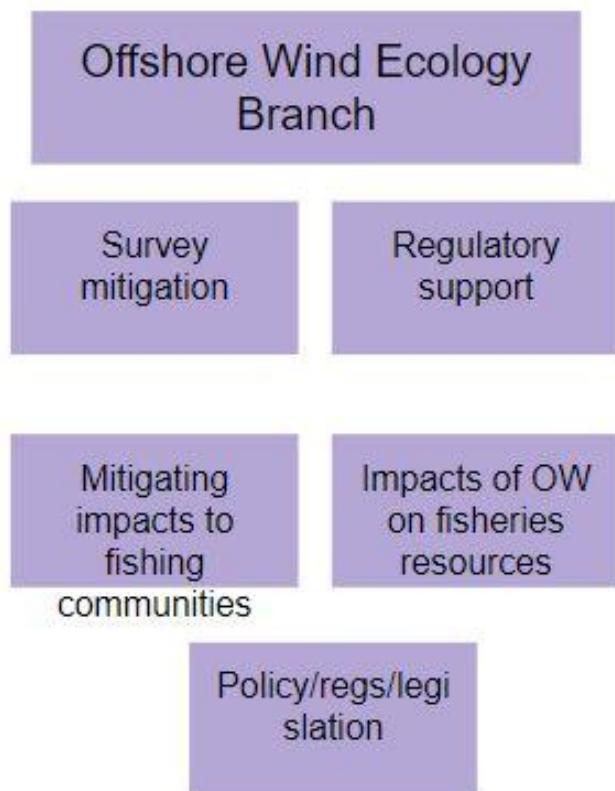 Offshore Wind Ecology
Branch
Survey
mitigation
Regulatory
support
Mitigating
impacts to
fishing
communities
Impacts of OW
on fisheries
resources
Policy/regs/legi
slation